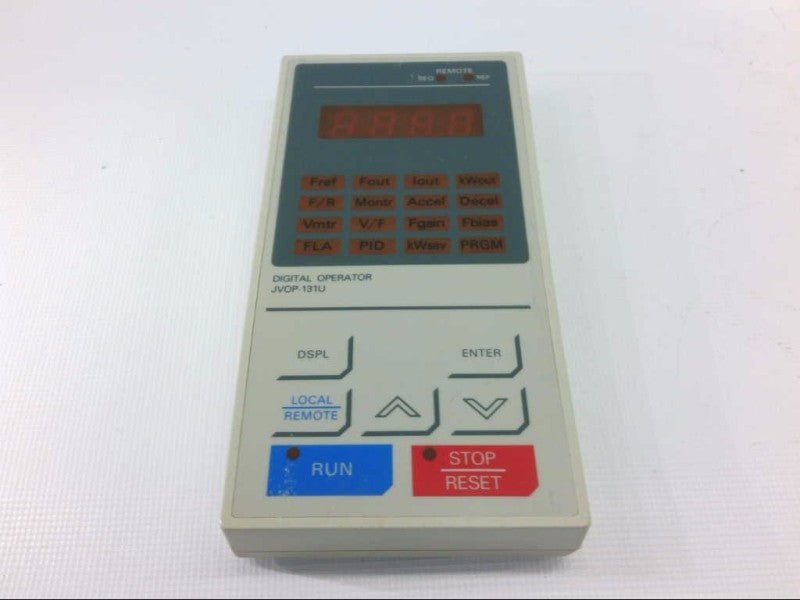 REMOTE
SEQ REF
Fref Fout Iout kWout
F/R Montr Accel Decel
Vmtr V/F Fgain Fbias
FLA PID kWsav PRGM
DIGITAL OPERATOR
JVOP-131U
DSPL ENTER
LOCAL
REMOTE
RUN
STOP
RESET